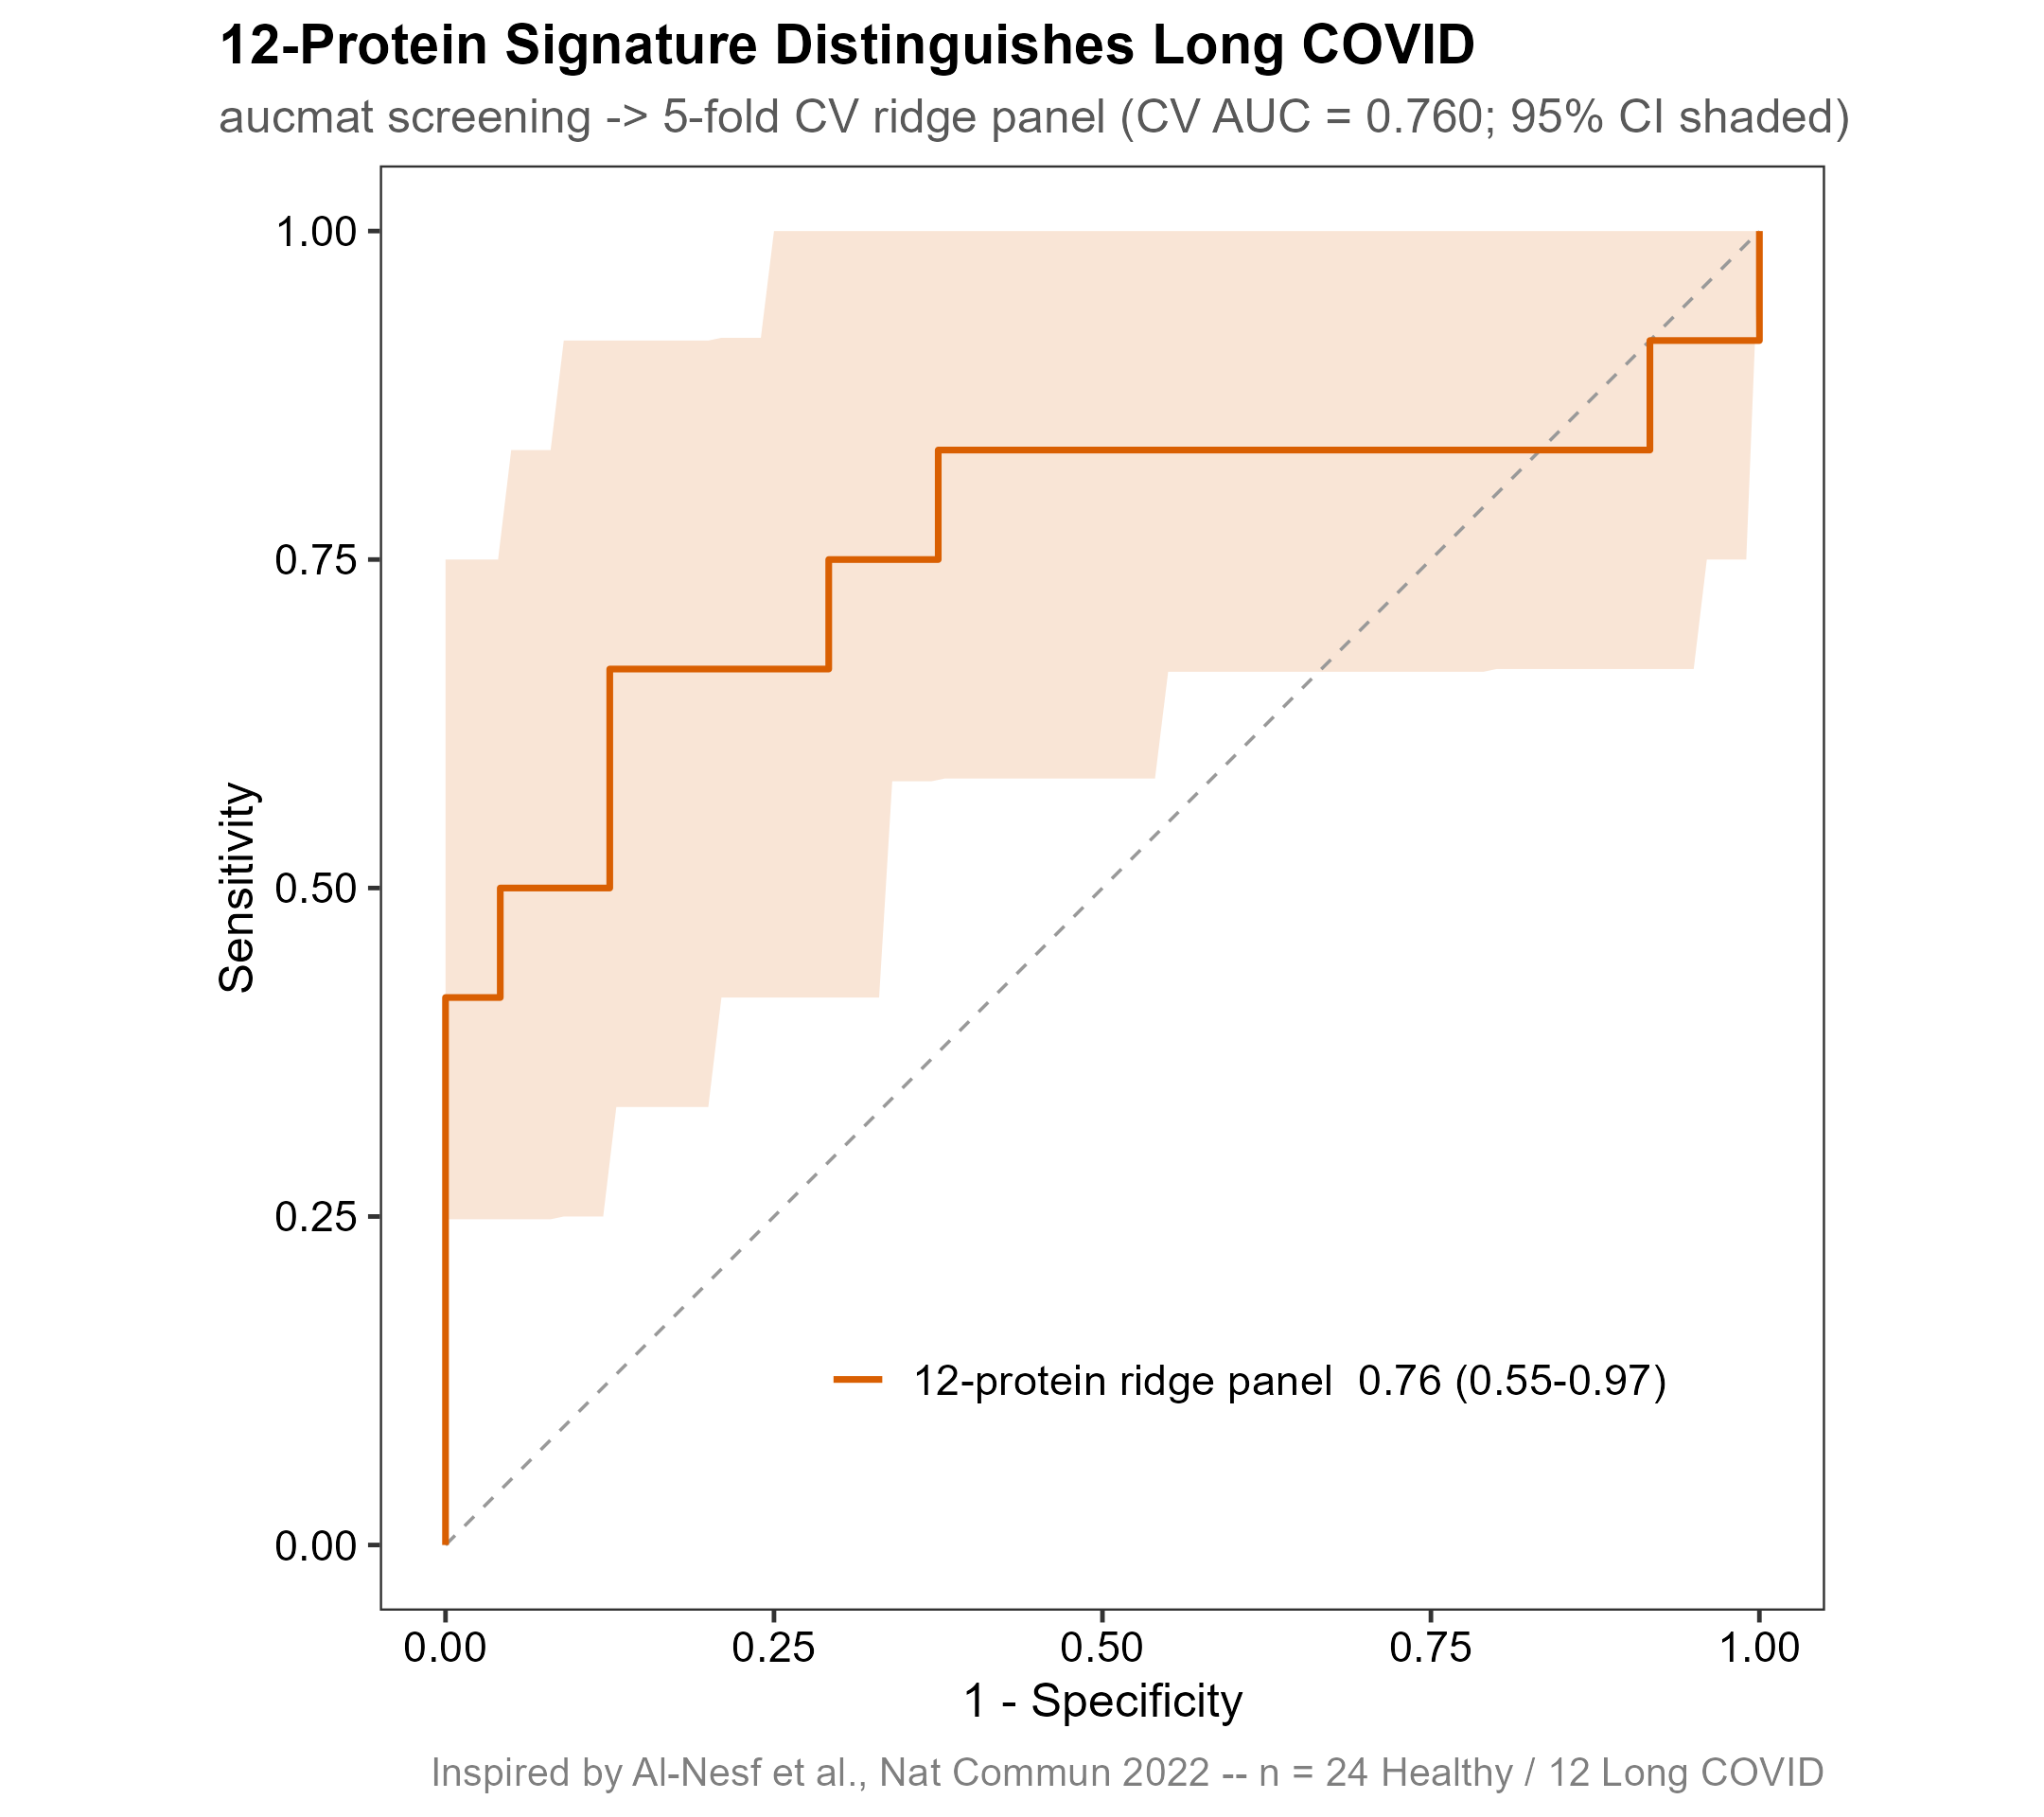 12-Protein Signature Distinguishes Long COVID
aucmat screening -> 5-fold CV ridge panel (CV AUC = 0.760; 95% CI shaded)
1.00
0.75
0.50
0.25
0.00
Sensitivity
12-protein ridge panel 0.76 (0.55-0.97)
0.00 0.25 0.50 0.75 1.00
1 - Specificity
Inspired by Al-Nesf et al., Nat Commun 2022 -- n = 24 Healthy / 12 Long COVID